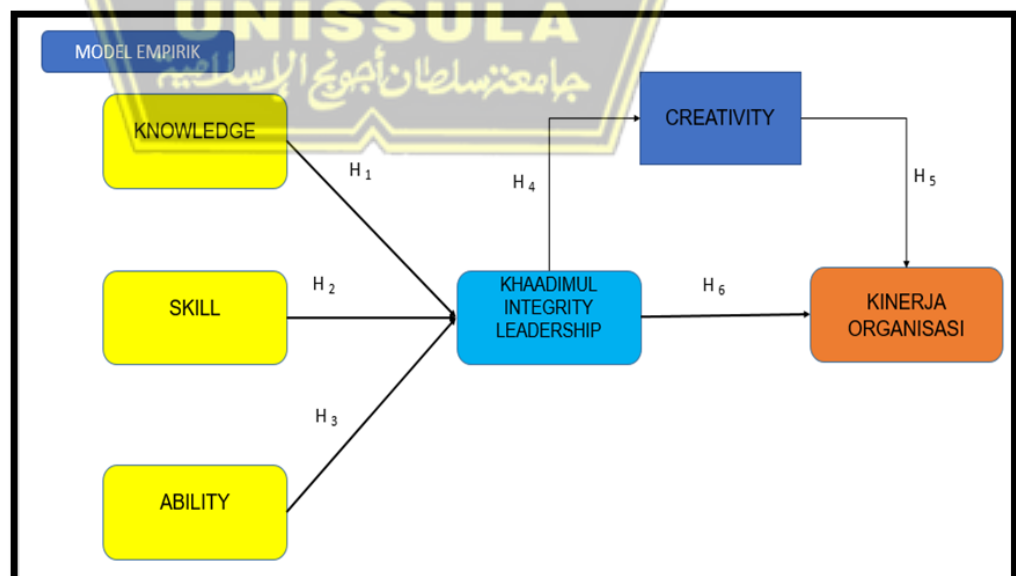 UNISSULA
جامعننسلطان أجونج الإسلامية
MODEL EMPIRIK
KNOWLEDGE
SKILL
ABILITY
H 1
H 2
H 3
KHAADIMUL
INTEGRITY
LEADERSHIP
H 4
CREATIVITY
H 5
H 6
KINERJA
ORGANISASI